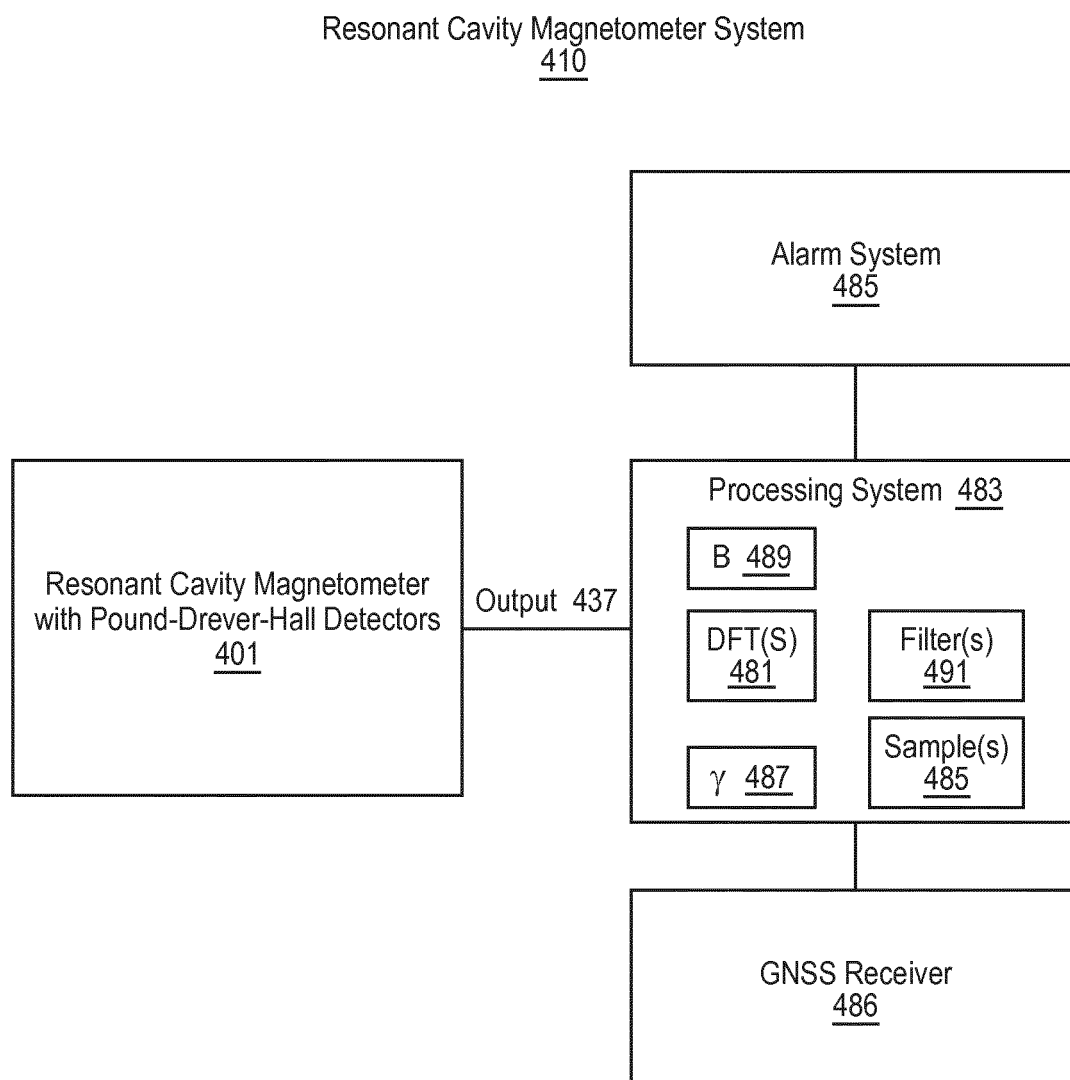 Resonant Cavity Magnetometer System
410
Alarm System
485
Resonant Cavity Magnetometer
with Pound-Drever-Hall Detectors
401
Output 437
Processing System 483
B 489
DFT(S)
481
Filter(s)
491
γ 487
Sample(s)
485
GNSS Receiver
486